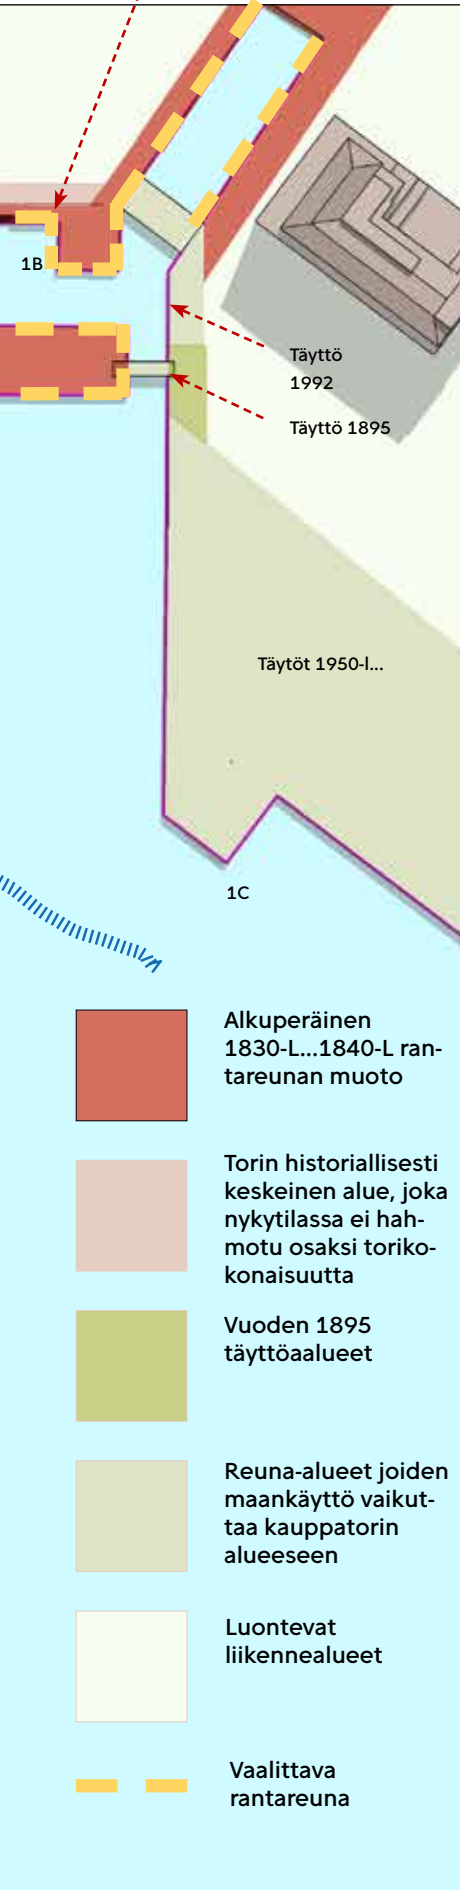 1B
Täyttö
1992
Täyttö 1895
Täytöt 1950-l...
1C
Alkuperäinen
1830-L...1840-L ran-
tareunan muoto
Torin historiallisesti
keskeinen alue, joka
nykytilassa ei hah-
motu osaksi toriko-
konaisuutta
Vuoden 1895
täyttöaalueet
Reuna-alueet joiden
maankäyttö vaikut-
taa kauppatorin
alueeseen
Luontevat
liikennealueet
Vaalittava
rantareuna